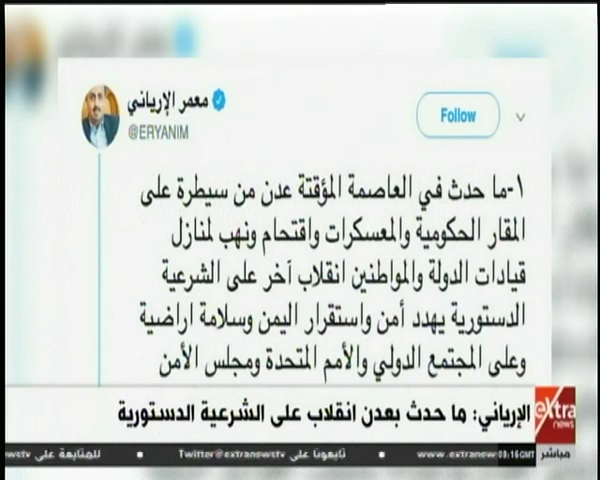 معمر الإرياني
@ERYANIM
Follow
١-ما حدث في العاصمة المؤقتة عدن من سيطرة على
المقار الحكومية والمعسكرات واقتحام ونهب لمنازل
قيادات الدولة والمواطنين انقلاب آخر على الشرعية
الدستورية يهدد أمن واستقرار اليمن وسلامة اراضية
وعلى المجتمع الدولي والأمم المتحدة ومجلس الأمن
الإرياني: ما حدث بعدن انقلاب على الشرعية الدستورية
eXtra
news
مباشر
09:16GMT
www.extranews
تابعونا على Twitter@extranewstv
للمتابعة على